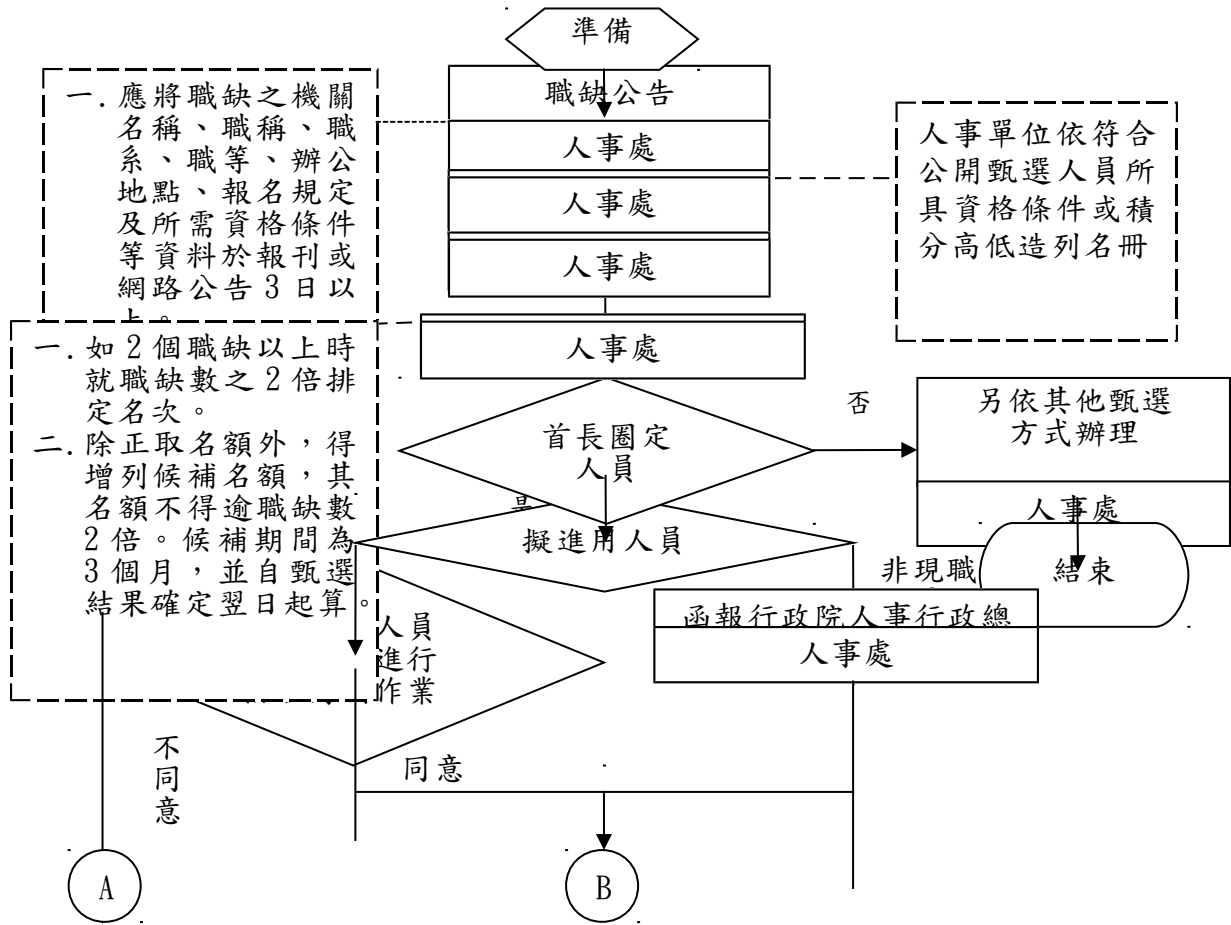 準備
職缺公告
人事處
人事處
人事處
人事處
一.應將職缺之機關
名稱、職稱、職
系、職等、辦公
地點、報名規定
及所需資格條件
等資料於報刊或
網路公告3日以
上。
人事單位依符合
公開甄選人員所
具資格條件或積
分高低造列名冊
一.如2個職缺以上時
就職缺數之2倍排
定名次。
二.除正取名額外，得
增列候補名額，其
名額不得逾職缺數
2倍。候補期間為
3個月，並自甄選
結果確定翌日起算。
首長圈定
人員
否
另依其他甄選
方式辦理
人事處
結束
擬進用人員
非現職
函報行政院人事行政總
人事處
人員
進行
作業
不同意
同意
A
B